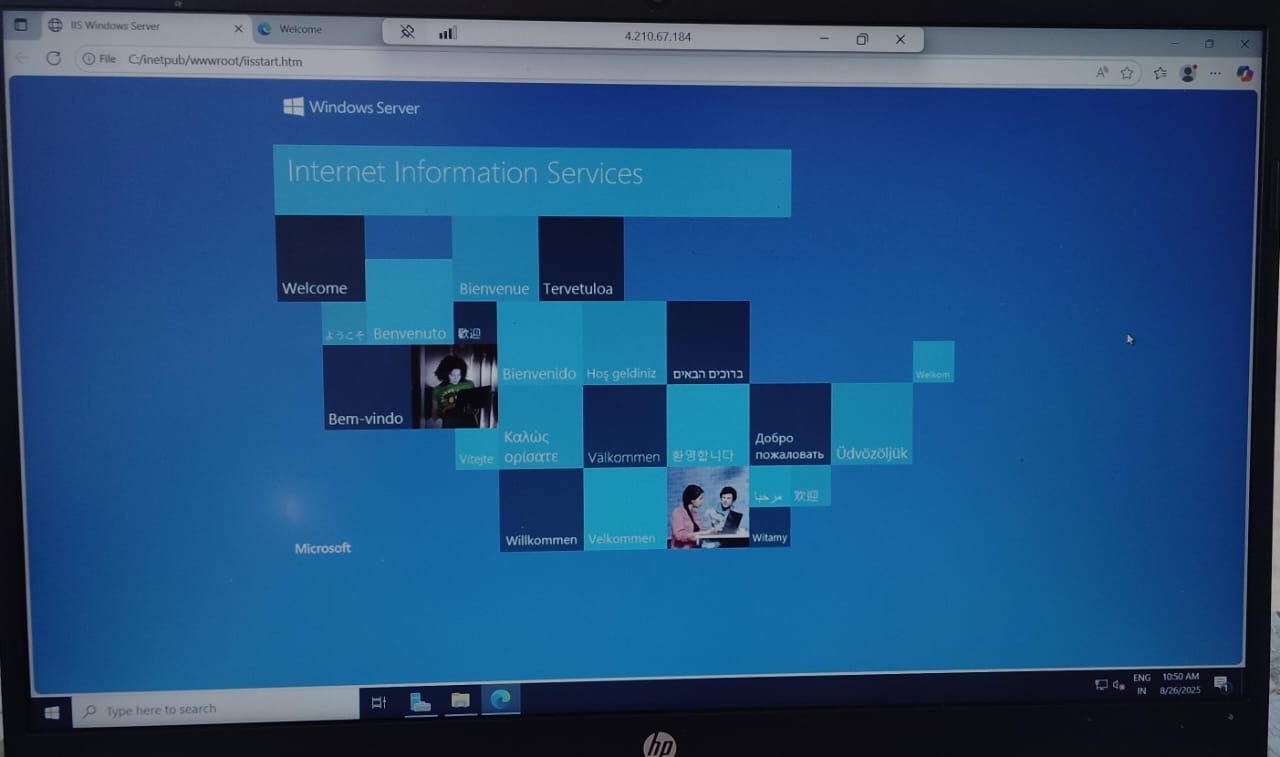 IIS Windows Server
Welcome
4.210.67.184
File C:/inetpub/wwwroot/iisstart.htm
Windows Server
Internet Information Services
Welcome
Bienvenue
Tervetuloa
ようこそ
Benvenuto
歡迎
Bienvenido
Hoş geldiniz
ברוכים הבאים
Welkom
Bem-vindo
Vítejte
Καλώς
ορίσατε
Välkommen
환영합니다
Добро
пожаловать
Üdvözöljük
مرحبا
欢迎
Willkommen
Velkommen
Witamy
Microsoft
Type here to search
ENG
IN
10:50 AM
8/26/2025
1
hp